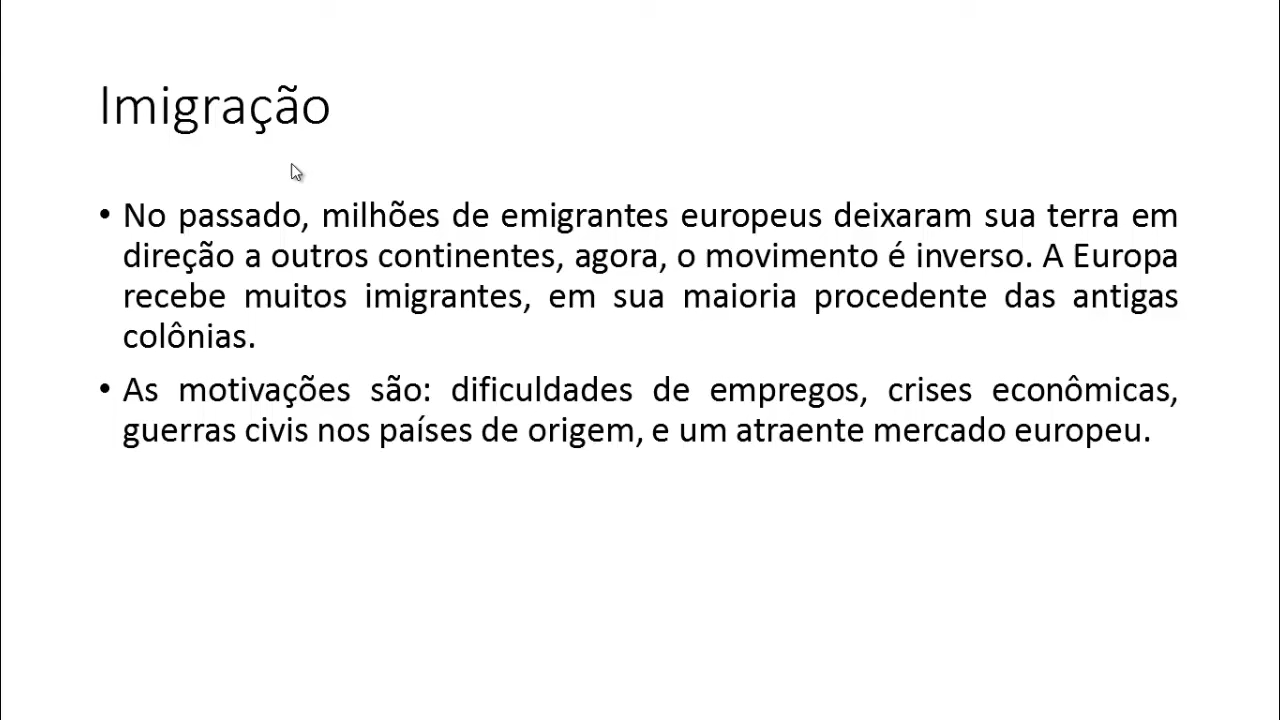 Imigração
• No passado, milhões de emigrantes europeus deixaram sua terra em
direção a outros continentes, agora, o movimento é inverso. A Europa
recebe muitos imigrantes, em sua maioria procedente das antigas
colônias.
• As motivações são: dificuldades de empregos, crises econômicas,
guerras civis nos países de origem, e um atraente mercado europeu.